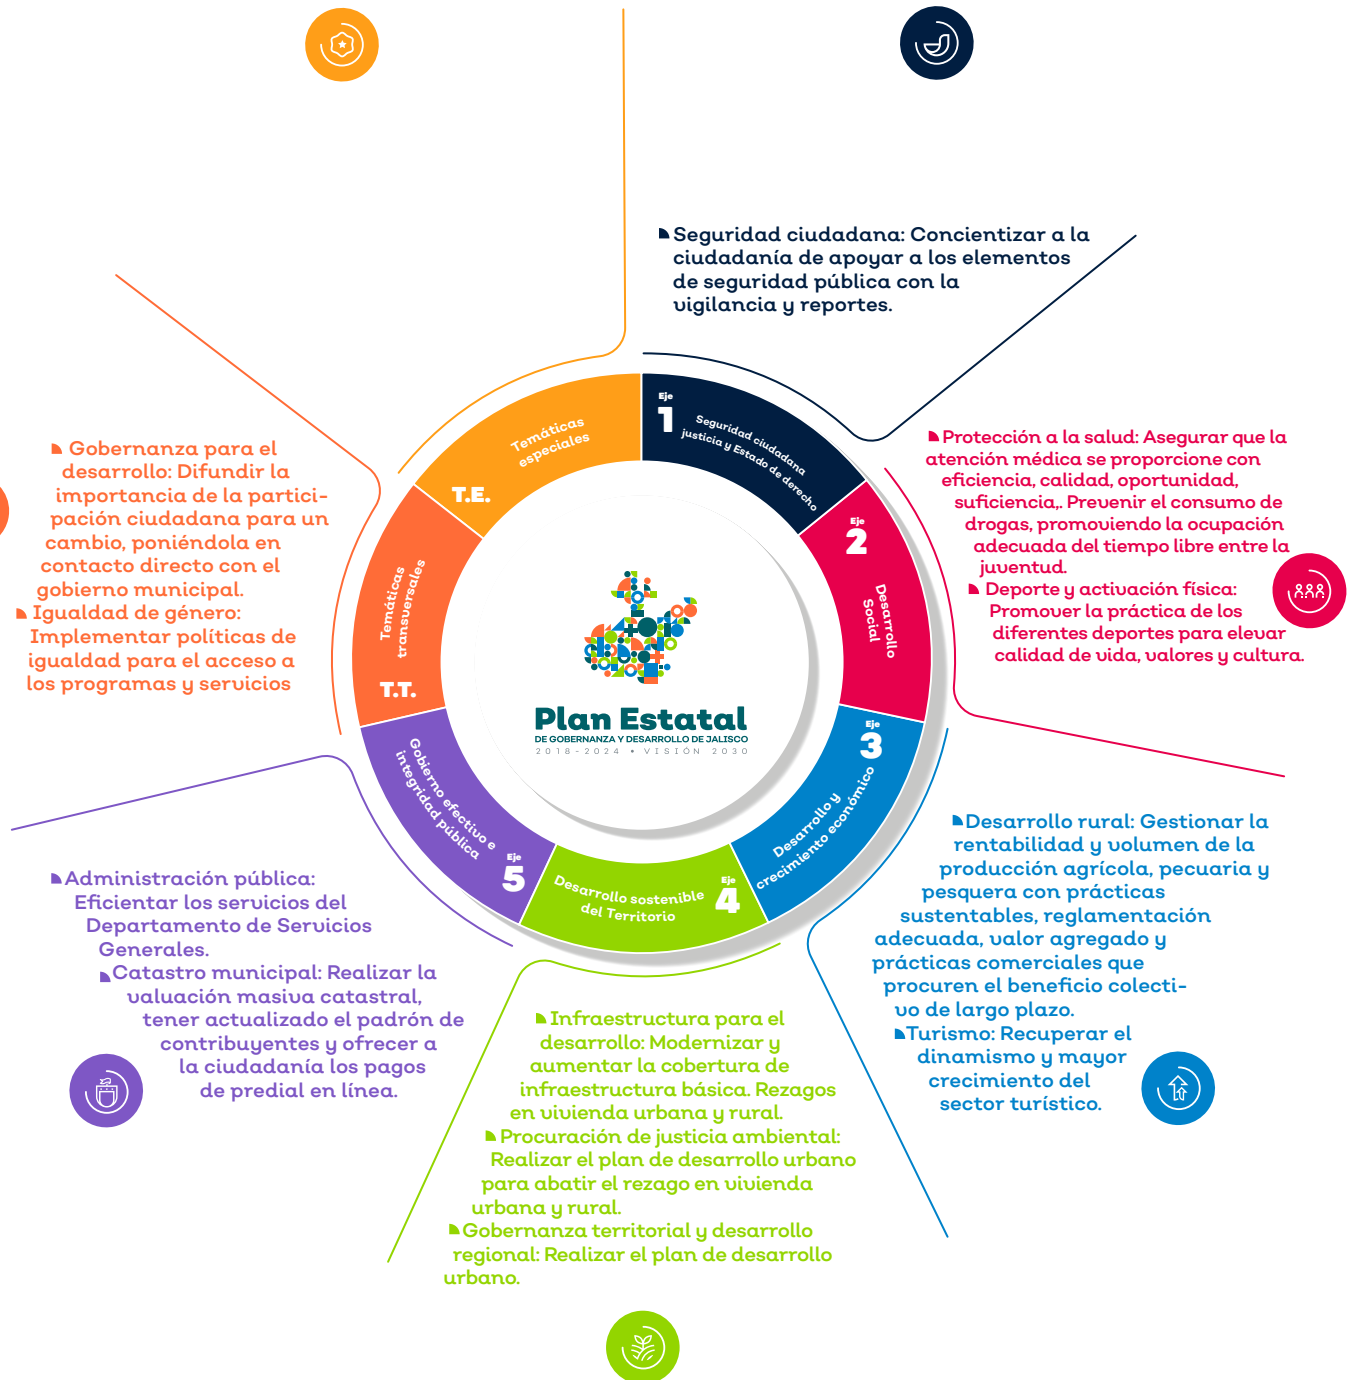 Seguridad ciudadana: Concientizar a la
ciudadanía de apoyar a los elementos
de seguridad pública con la
vigilancia y reportes.
Eje
1
Seguridad ciudadana
justicia y Estado de derecho
Protección a la salud: Asegurar que la
atención médica se proporcione con
eficiencia, calidad, oportunidad,
suficiencia,. Prevenir el consumo de
drogas, promoviendo la ocupación
adecuada del tiempo libre entre la
juventud.
Deporte y activación física:
Promover la práctica de los
diferentes deportes para elevar
calidad de vida, valores y cultura.
Eje
2
Desarrollo
Social
Eje
3
Desarrollo y
crecimiento económico
Desarrollo rural: Gestionar la
rentabilidad y volumen de la
producción agrícola, pecuaria y
pesquera con prácticas
sustentables, reglamentación
adecuada, valor agregado y
prácticas comerciales que
procuren el beneficio colecti-
vo de largo plazo.
Turismo: Recuperar el
dinamismo y mayor
crecimiento del
sector turístico.
Eje
4
Desarrollo sostenible
del Territorio
Infraestructura para el
desarrollo: Modernizar y
aumentar la cobertura de
infraestructura básica. Rezagos
en vivienda urbana y rural.
Procuración de justicia ambiental:
Realizar el plan de desarrollo urbano
para abatir el rezago en vivienda
urbana y rural.
Gobernanza territorial y desarrollo
regional: Realizar el plan de desarrollo
urbano.
Eje
5
Gobierno efectivo e
integridad pública
Administración pública:
Eficientar los servicios del
Departamento de Servicios
Generales.
Catastro municipal: Realizar la
valuación masiva catastral,
tener actualizado el padrón de
contribuyentes y ofrecer a
la ciudadanía los pagos
de predial en línea.
T.T.
Temáticas
transversales
Gobernanza para el
desarrollo: Difundir la
importancia de la partici-
pación ciudadana para un
cambio, poniéndola en
contacto directo con el
gobierno municipal.
Igualdad de género:
Implementar políticas de
igualdad para el acceso a
los programas y servicios
T.E.
Temáticas
especiales
Plan Estatal
DE GOBERNANZA Y DESARROLLO DE JALISCO
2018-2024 • VISIÓN 2030